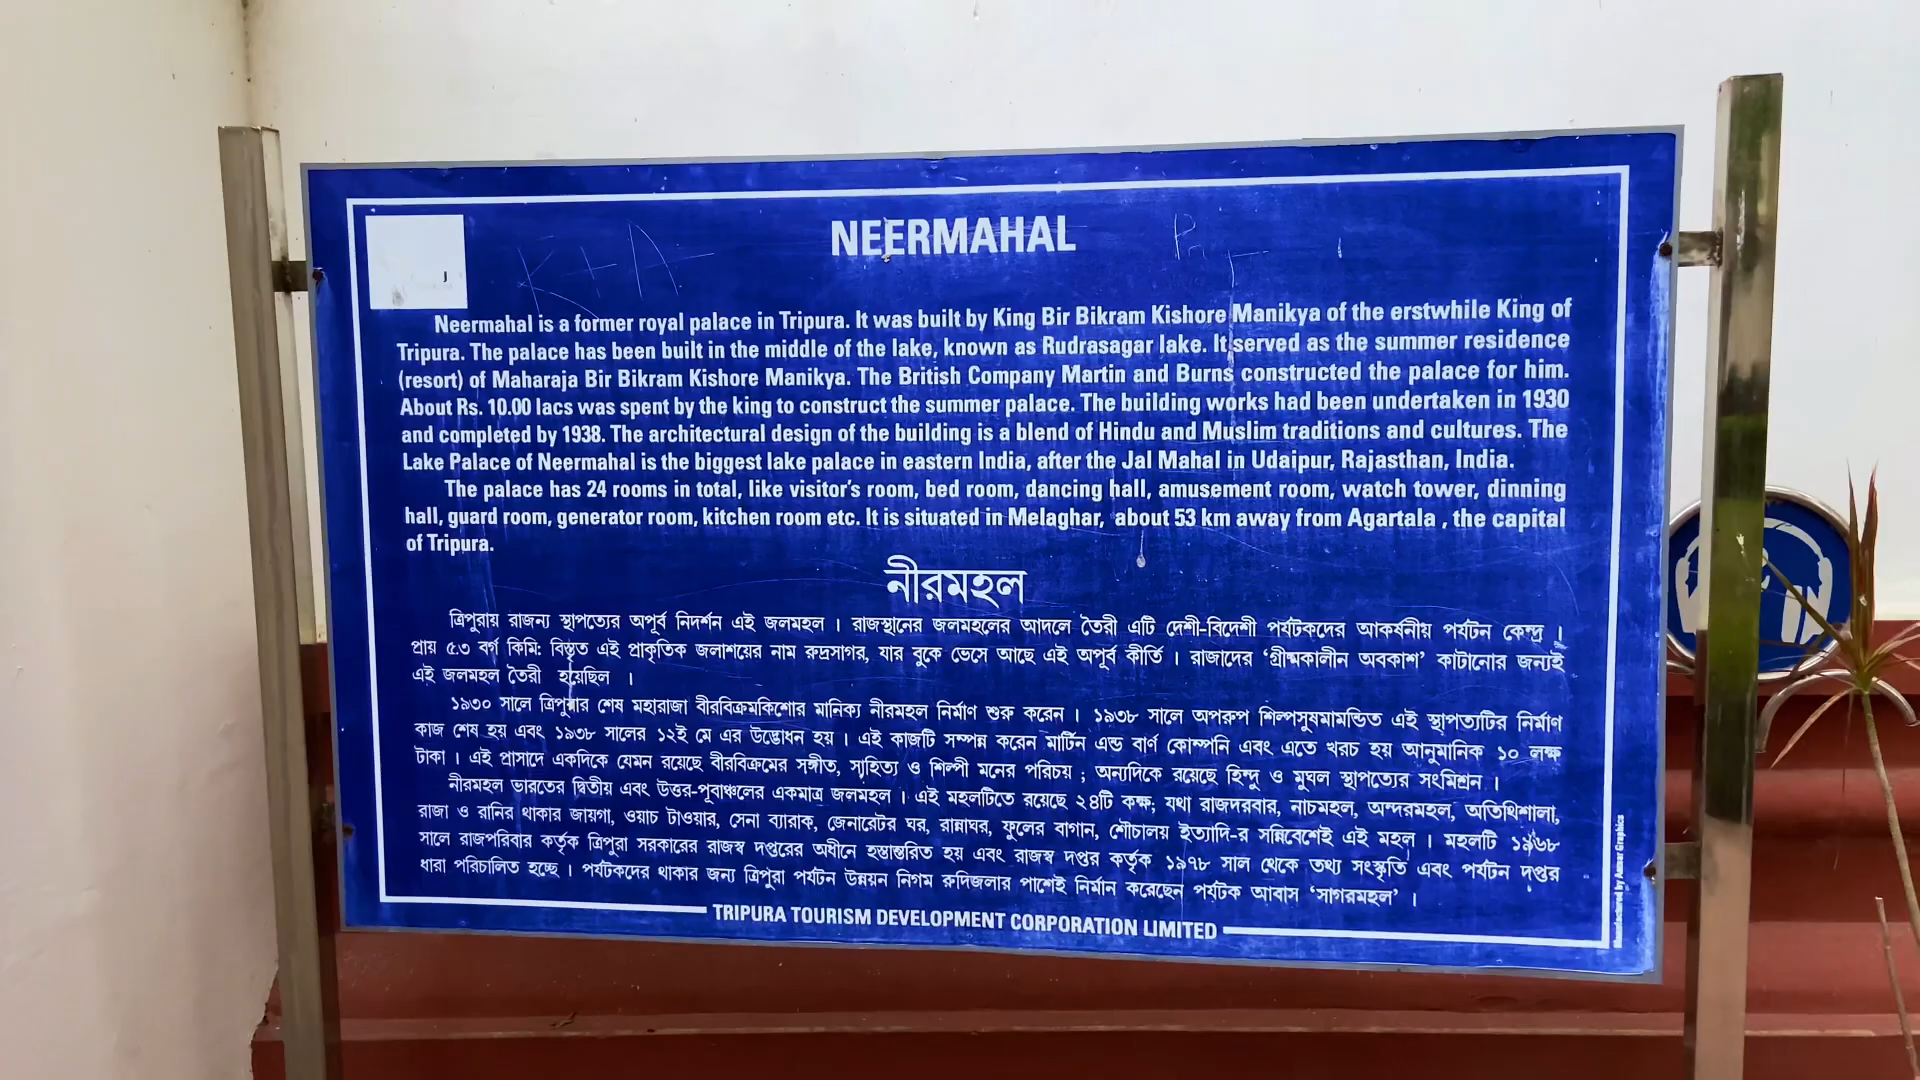 NEERMAHAL
Neermahal is a former royal palace in Tripura. It was built by King Bir Bikram Kishore Manikya of the erstwhile King of
Tripura. The palace has been built in the middle of the lake, known as Rudrasagar lake. It served as the summer residence
(resort) of Maharaja Bir Bikram Kishore Manikya. The British Company Martin and Burns constructed the palace for him.
About Rs. 10.00 lacs was spent by the king to construct the summer palace. The building works had been undertaken in 1930
and completed by 1938. The architectural design of the building is a blend of Hindu and Muslim traditions and cultures. The
Lake Palace of Neermahal is the biggest lake palace in eastern India, after the Jal Mahal in Udaipur, Rajasthan, India.
The palace has 24 rooms in total, like visitor's room, bed room, dancing hall, amusement room, watch tower, dinning
hall, guard room, generator room, kitchen room etc. It is situated in Melaghar, about 53 km away from Agartala , the capital
of Tripura.
নীরমহল
ত্রিপুরায় রাজন্য স্থাপত্যের অপূর্ব নিদর্শন এই জলমহল । রাজস্থানের জলমহলের আদলে তৈরী এটি দেশী-বিদেশী পর্যটকদের আকর্ষনীয় পর্যটন কেন্দ্র ।
প্রায় ৫.৩ বর্গ কিমি: বিস্তৃত এই প্রাকৃতিক জলাশয়ের নাম রুদ্রসাগর, যার বুকে ভেসে আছে এই অপূর্ব কীর্তি । রাজাদের ‘গ্রীষ্মকালীন অবকাশ’ কাটানোর জন্যই
এই জলমহল তৈরী হয়েছিল ।
১৯৩০ সালে ত্রিপুরার শেষ মহারাজা বীরবিক্রমকিশোর মানিক্য নীরমহল নির্মাণ শুরু করেন । ১৯৩৮ সালে অপরুপ শিল্পসুষমামন্ডিত এই স্থাপত্যটির নির্মাণ
কাজ শেষ হয় এবং ১৯৩৮ সালের ১২ই মে এর উদ্ভোধন হয় । এই কাজটি সম্পন্ন করেন মার্টিন এন্ড বার্ণ কোম্পনি এবং এতে খরচ হয় আনুমানিক ১০ লক্ষ
টাকা । এই প্রাসাদে একদিকে যেমন রয়েছে বীরবিক্রমের সঙ্গীত, সাহিত্য ও শিল্পী মনের পরিচয় ; অন্যদিকে রয়েছে হিন্দু ও মুঘল স্থাপত্যের সংমিশ্রন ।
নীরমহল ভারতের দ্বিতীয় এবং উত্তর-পূবাঞ্চলের একমাত্র জলমহল । এই মহলটিতে রয়েছে ২৪টি কক্ষ; যথা রাজদরবার, নাচমহল, অন্দরমহল, অতিথিশালা,
রাজা ও রানির থাকার জায়গা, ওয়াচ টাওয়ার, সেনা ব্যারাক, জেনারেটর ঘর, রান্নাঘর, ফুলের বাগান, শৌচালয় ইত্যাদি-র সন্নিবেশেই এই মহল । মহলটি ১৯৬৮
সালে রাজপরিবার কর্তৃক ত্রিপুরা সরকারের রাজস্ব দপ্তরের অধীনে হস্তান্তরিত হয় এবং রাজস্ব দপ্তর কর্তৃক ১৯৭৮ সাল থেকে তথ্য সংস্কৃতি এবং পর্যটন দপ্তর
ধারা পরিচালিত হচ্ছে । পর্যটকদের থাকার জন্য ত্রিপুরা পর্যটন উন্নয়ন নিগম রুদিজলার পাশেই নির্মান করেছেন পর্যটক আবাস ‘সাগরমহল’ ।
TRIPURA TOURISM DEVELOPMENT CORPORATION LIMITED